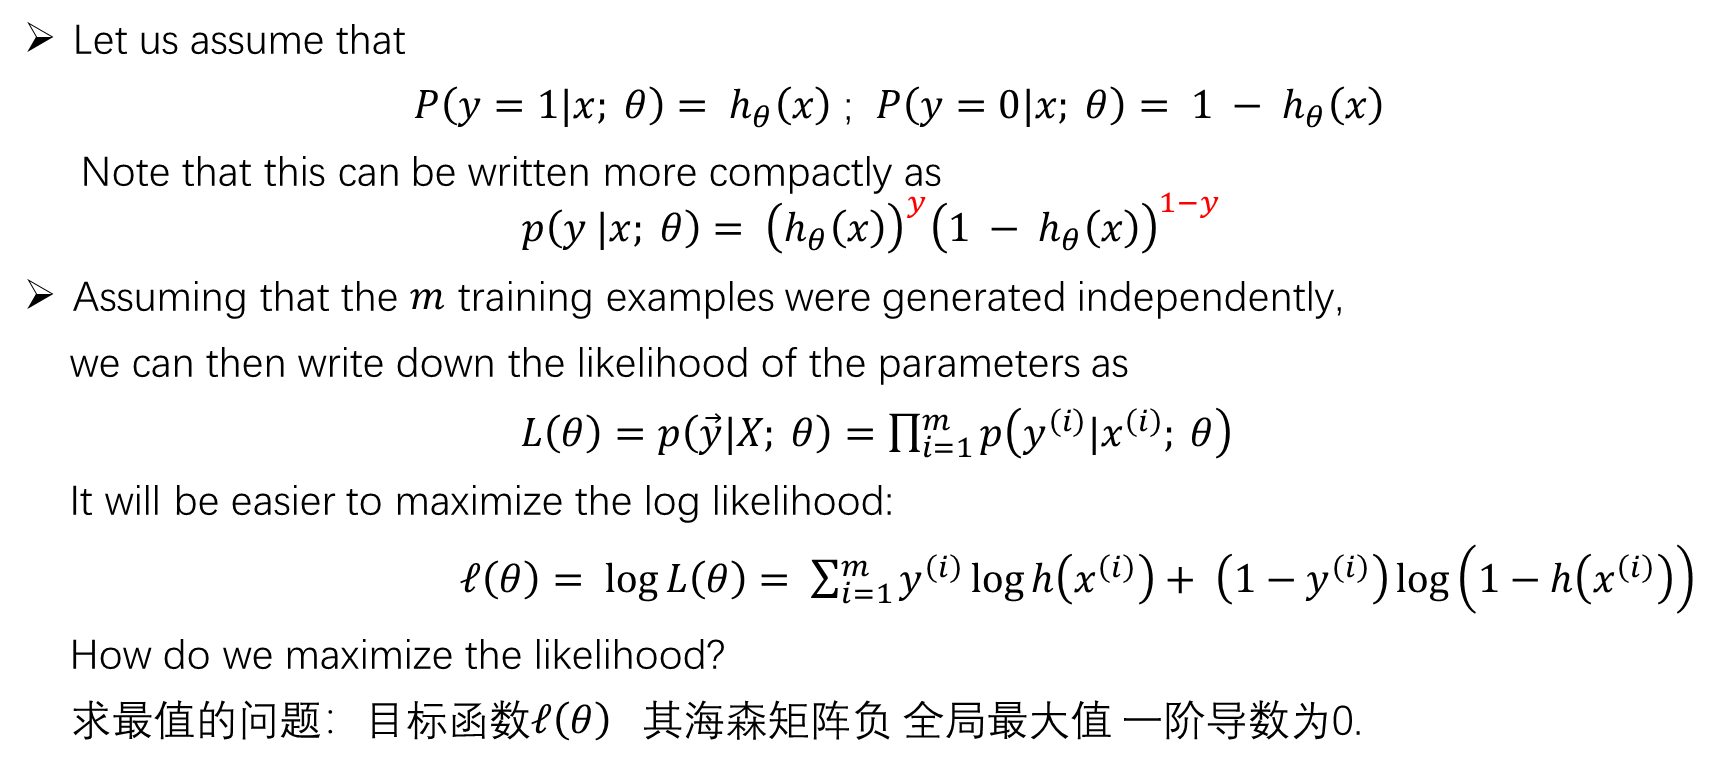 ➢ Let us assume that
P(y = 1|x; θ) = hθ(x) ; P(y = 0|x; θ) = 1 − hθ(x)
Note that this can be written more compactly as
p(y |x; θ) = (hθ(x))^y (1 − hθ(x))^1−y
➢ Assuming that the m training examples were generated independently,
we can then write down the likelihood of the parameters as
L(θ) = p(y⃗|X; θ) = ∏_{i=1}^{m} p(y^(i)|x^(i); θ)
It will be easier to maximize the log likelihood:
ℓ(θ) = log L(θ) = ∑_{i=1}^{m} y^(i) log h(x^(i)) + (1 − y^(i)) log(1 − h(x^(i)))
How do we maximize the likelihood?
求最值的问题： 目标函数ℓ(θ) 其海森矩阵负 全局最大值 一阶导数为0.